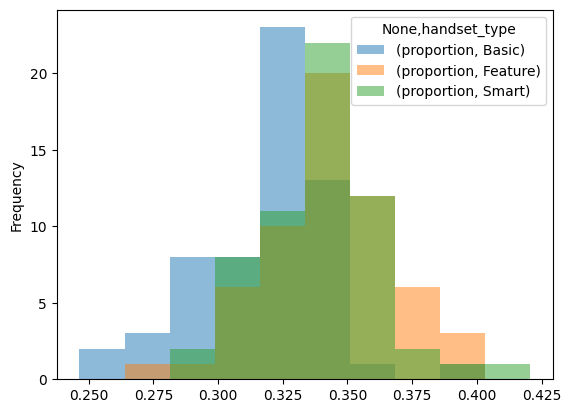 None,handset_type
(proportion, Basic)
(proportion, Feature)
(proportion, Smart)
Frequency
20
15
10
5
0
0.250 0.275 0.300 0.325 0.350 0.375 0.400 0.425